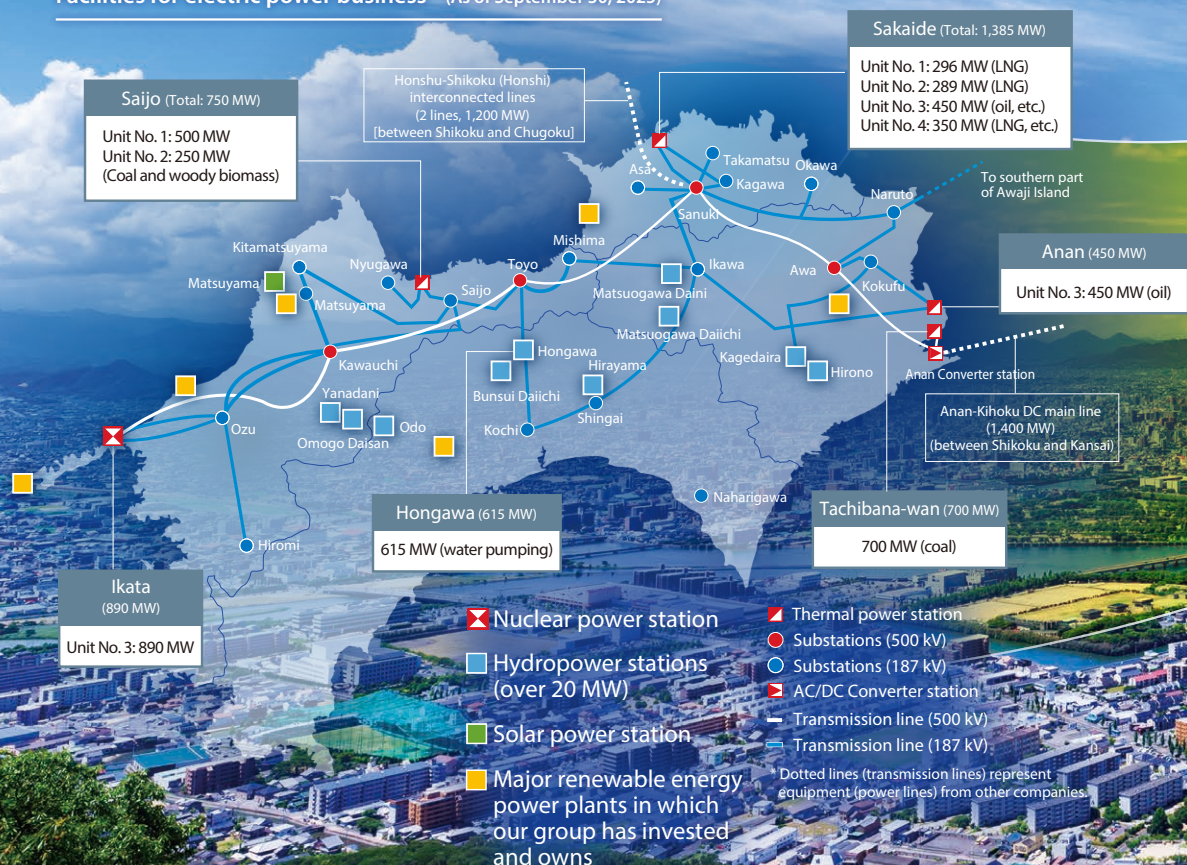 Facilities for electric power business (As of September 30, 2025)
Sakaide (Total: 1,385 MW)
Unit No. 1: 296 MW (LNG)
Unit No. 2: 289 MW (LNG)
Unit No. 3: 450 MW (oil, etc.)
Unit No. 4: 350 MW (LNG, etc.)
Honshu-Shikoku (Honshi)
interconnected lines
(2 lines, 1,200 MW)
[between Shikoku and Chugoku]
Saijo (Total: 750 MW)
Unit No. 1: 500 MW
Unit No. 2: 250 MW
(Coal and woody biomass)
Takamatsu
Asa
Okawa
Kagawa
To southern part
of Awaji Island
Naruto
Sanuki
Anan (450 MW)
Unit No. 3: 450 MW (oil)
Kitamatsuyama
Mishima
Nyugawa
Toyo
Ikawa
Awa
Kokufu
Matsuyama
Matsuyama
Saijo
Matsuogawa Daini
Matsuogawa Daiichi
Hongawa
Kagedaira
Kawauchi
Hirayama
Hirono
Anan Converter station
Yanadani
Bunsui Daiichi
Shingai
Odo
Omogo Daisan
Ozu
Kochi
Anan-Kihoku DC main line
(1,400 MW)
(between Shikoku and Kansai)
Naharigawa
Hongawa (615 MW)
615 MW (water pumping)
Tachibana-wan (700 MW)
700 MW (coal)
Hiromi
Ikata
(890 MW)
Unit No. 3: 890 MW
Nuclear power station
Hydropower stations
(over 20 MW)
Solar power station
Major renewable energy
power plants in which
our group has invested
and owns
Thermal power station
Substations (500 kV)
Substations (187 kV)
AC/DC Converter station
Transmission line (500 kV)
Transmission line (187 kV)
* Dotted lines (transmission lines) represent
equipment (power lines) from other companies.